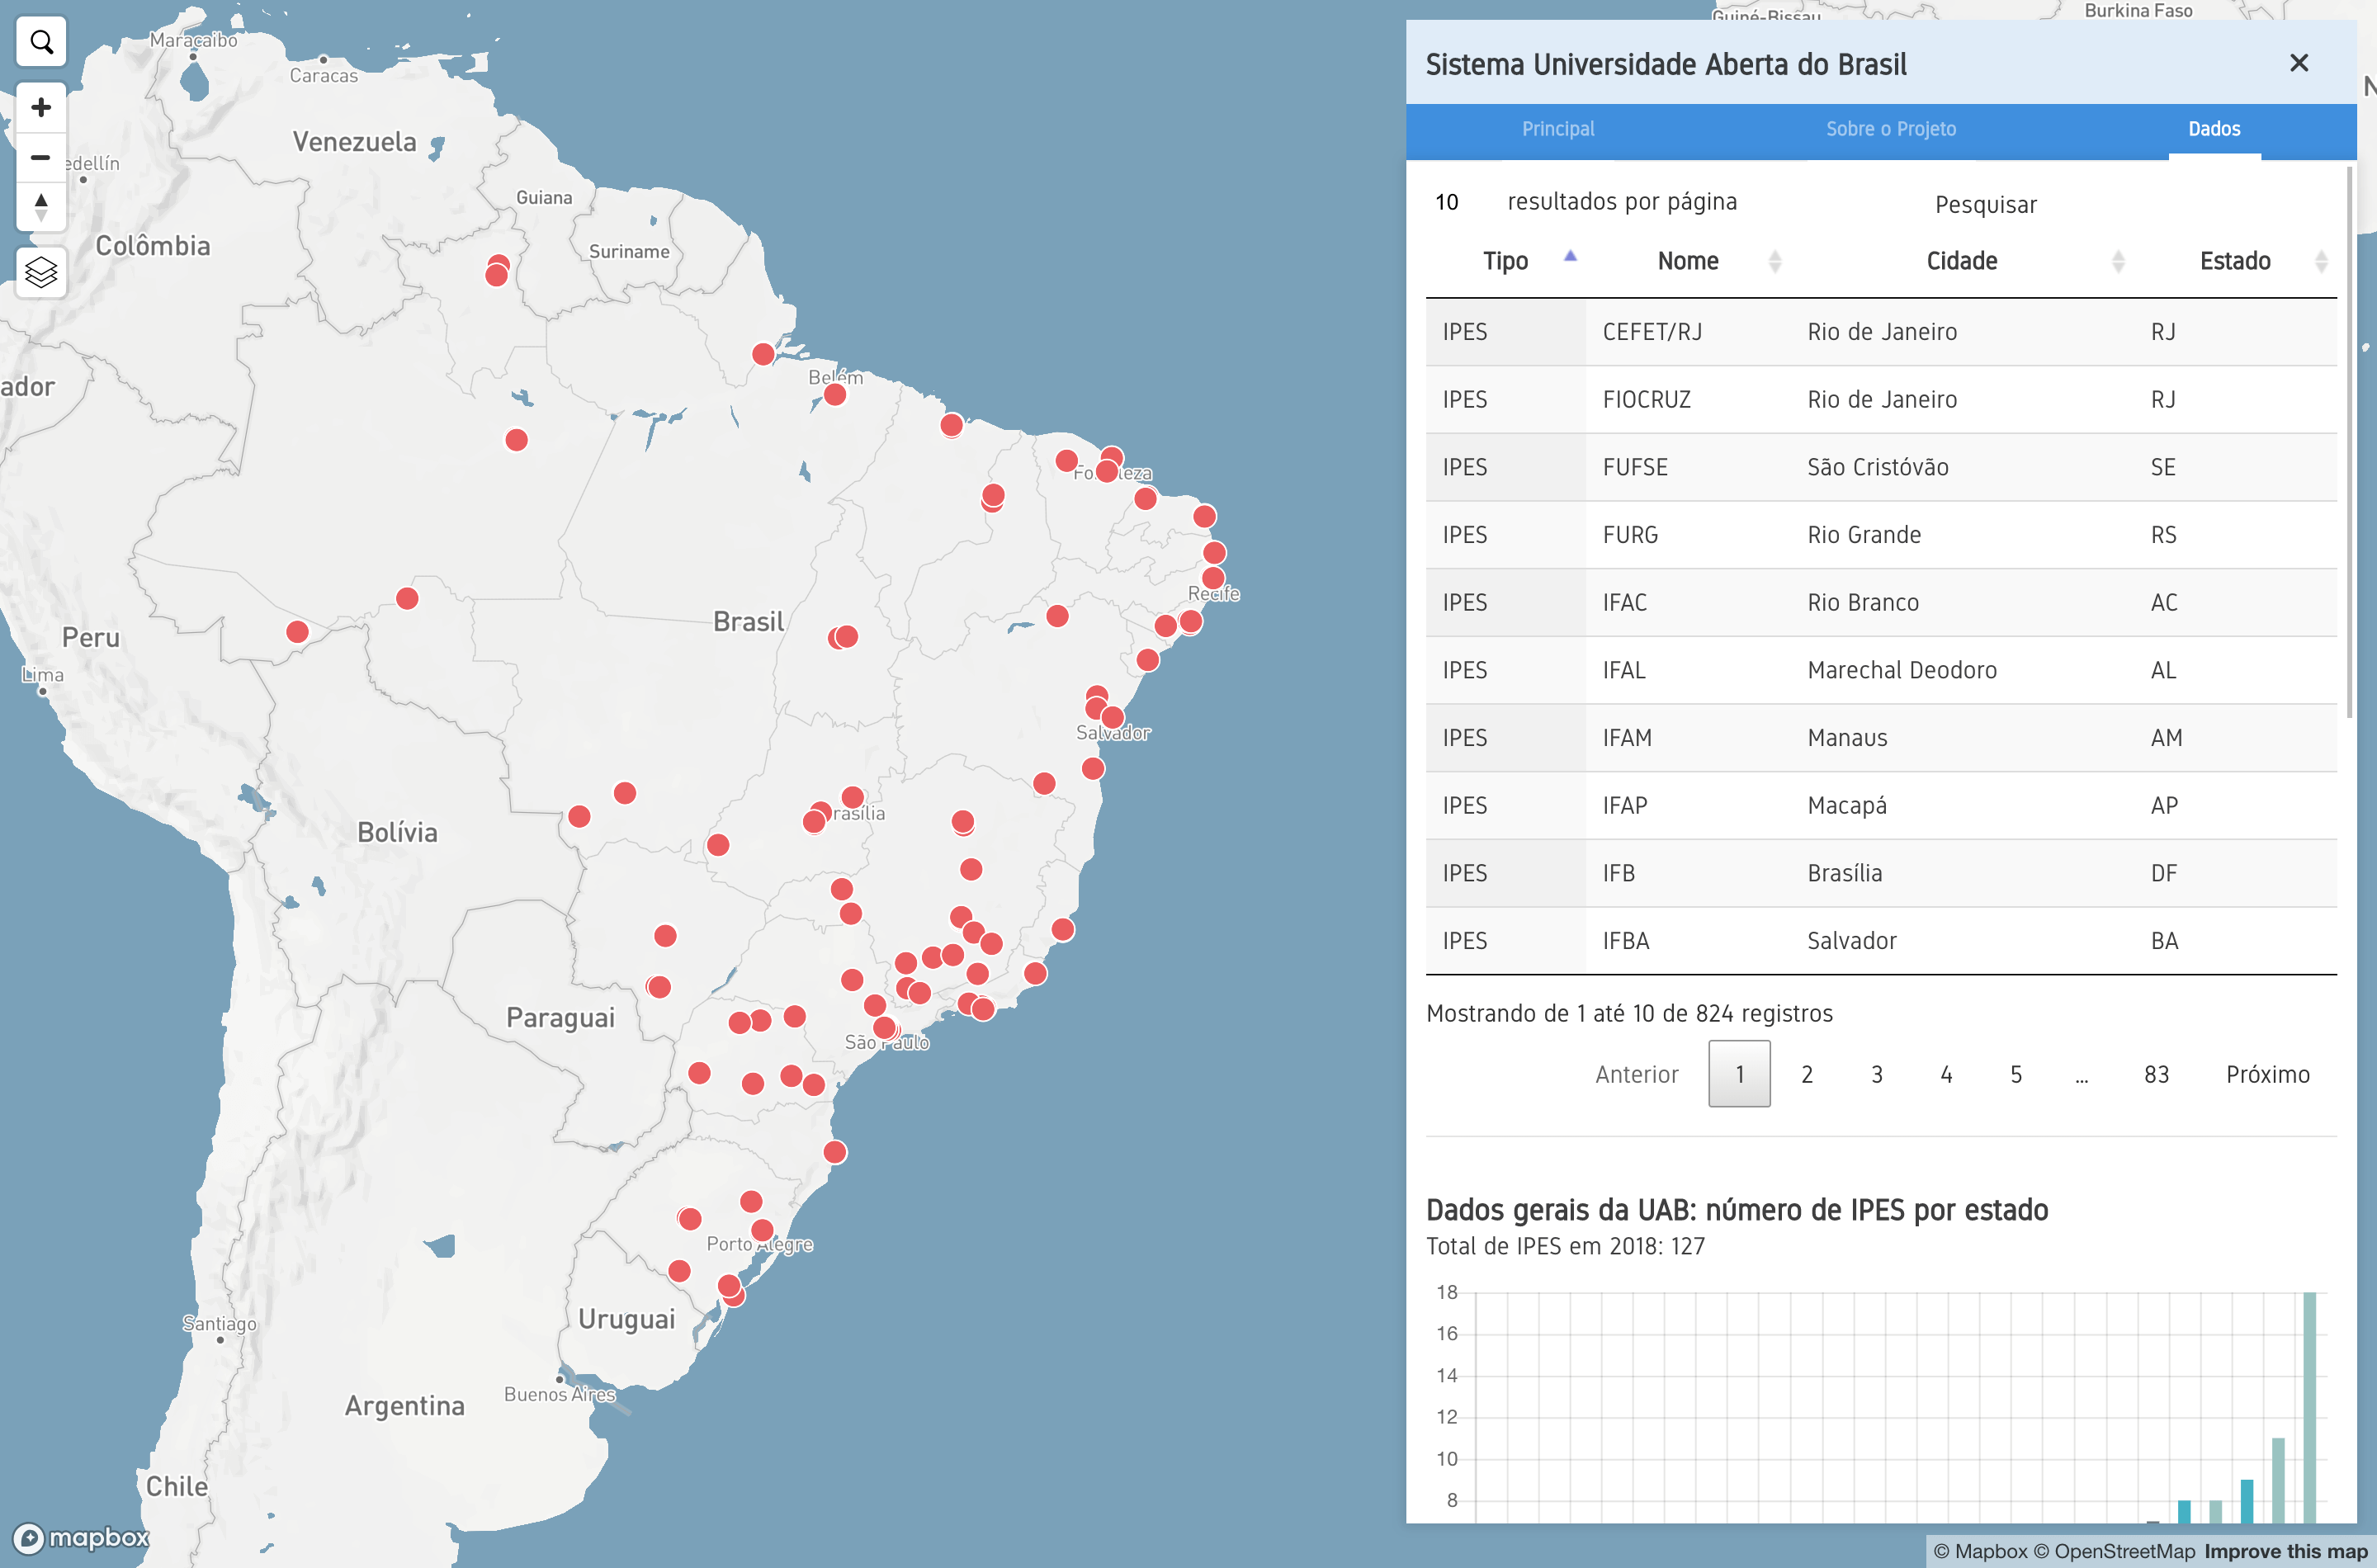 Maracaibo
Caracas
Venezuela
edellín
Guiana
Colômbia
Suriname
Belém
ador
Brasil
Recife
Peru
Lima
Salvador
rasília
Bolívia
Paraguai
São Paulo
Porto Alegre
Uruguai
Santiago
Buenos Aires
Argentina
Chile
mapbox
Guiné-Bissau
Burkina Faso
N
Sistema Universidade Aberta do Brasil
Principal Sobre o Projeto Dados
10 resultados por página Pesquisar
Tipo Nome Cidade Estado
IPES CEFET/RJ Rio de Janeiro RJ
IPES FIOCRUZ Rio de Janeiro RJ
IPES FUFSE São Cristóvão SE
IPES FURG Rio Grande RS
IPES IFAC Rio Branco AC
IPES IFAL Marechal Deodoro AL
IPES IFAM Manaus AM
IPES IFAP Macapá AP
IPES IFB Brasília DF
IPES IFBA Salvador BA
Mostrando de 1 até 10 de 824 registros
Anterior 1 2 3 4 5 ... 83 Próximo
Dados gerais da UAB: número de IPES por estado
Total de IPES em 2018: 127
18
16
14
12
10
8
© Mapbox © OpenStreetMap Improve this map